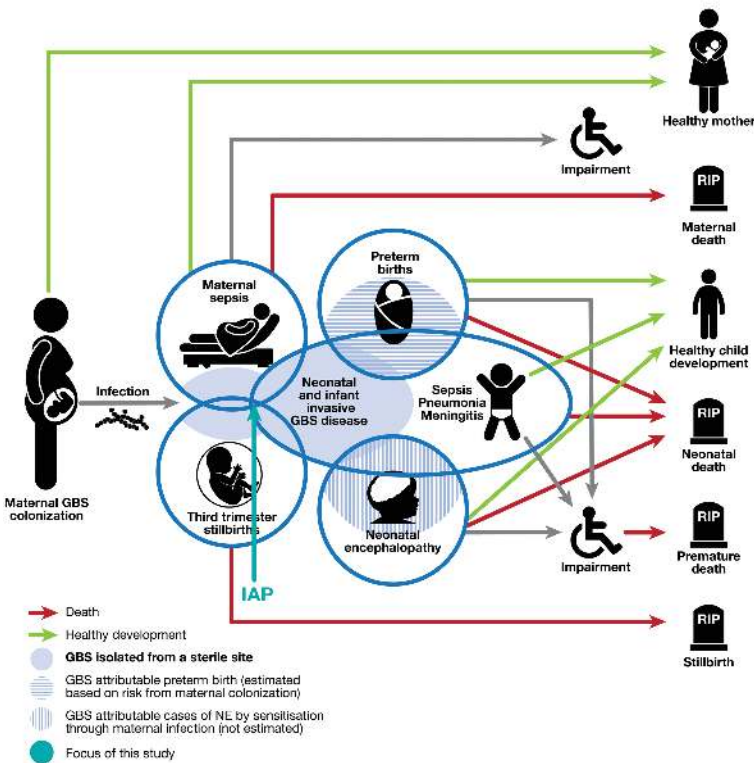 Healthy mother
Impairment
RIP
Maternal
death
Maternal
sepsis
Preterm
births
Healthy child
development
Infection
Neonatal
and infant
invasive
GBS disease
Sepsis
Pneumonia
Meningitis
RIP
Neonatal
death
Maternal GBS
colonization
Third trimester
stillbirths
Neonatal
encephalopathy
Impairment
RIP
Premature
death
IAP
RIP
Stillbirth
Death
Healthy development
GBS isolated from a sterile site
GBS attributable preterm birth (estimated
based on risk from maternal colonization)
GBS attributable cases of NE by sensitisation
through maternal infection (not estimated)
Focus of this study